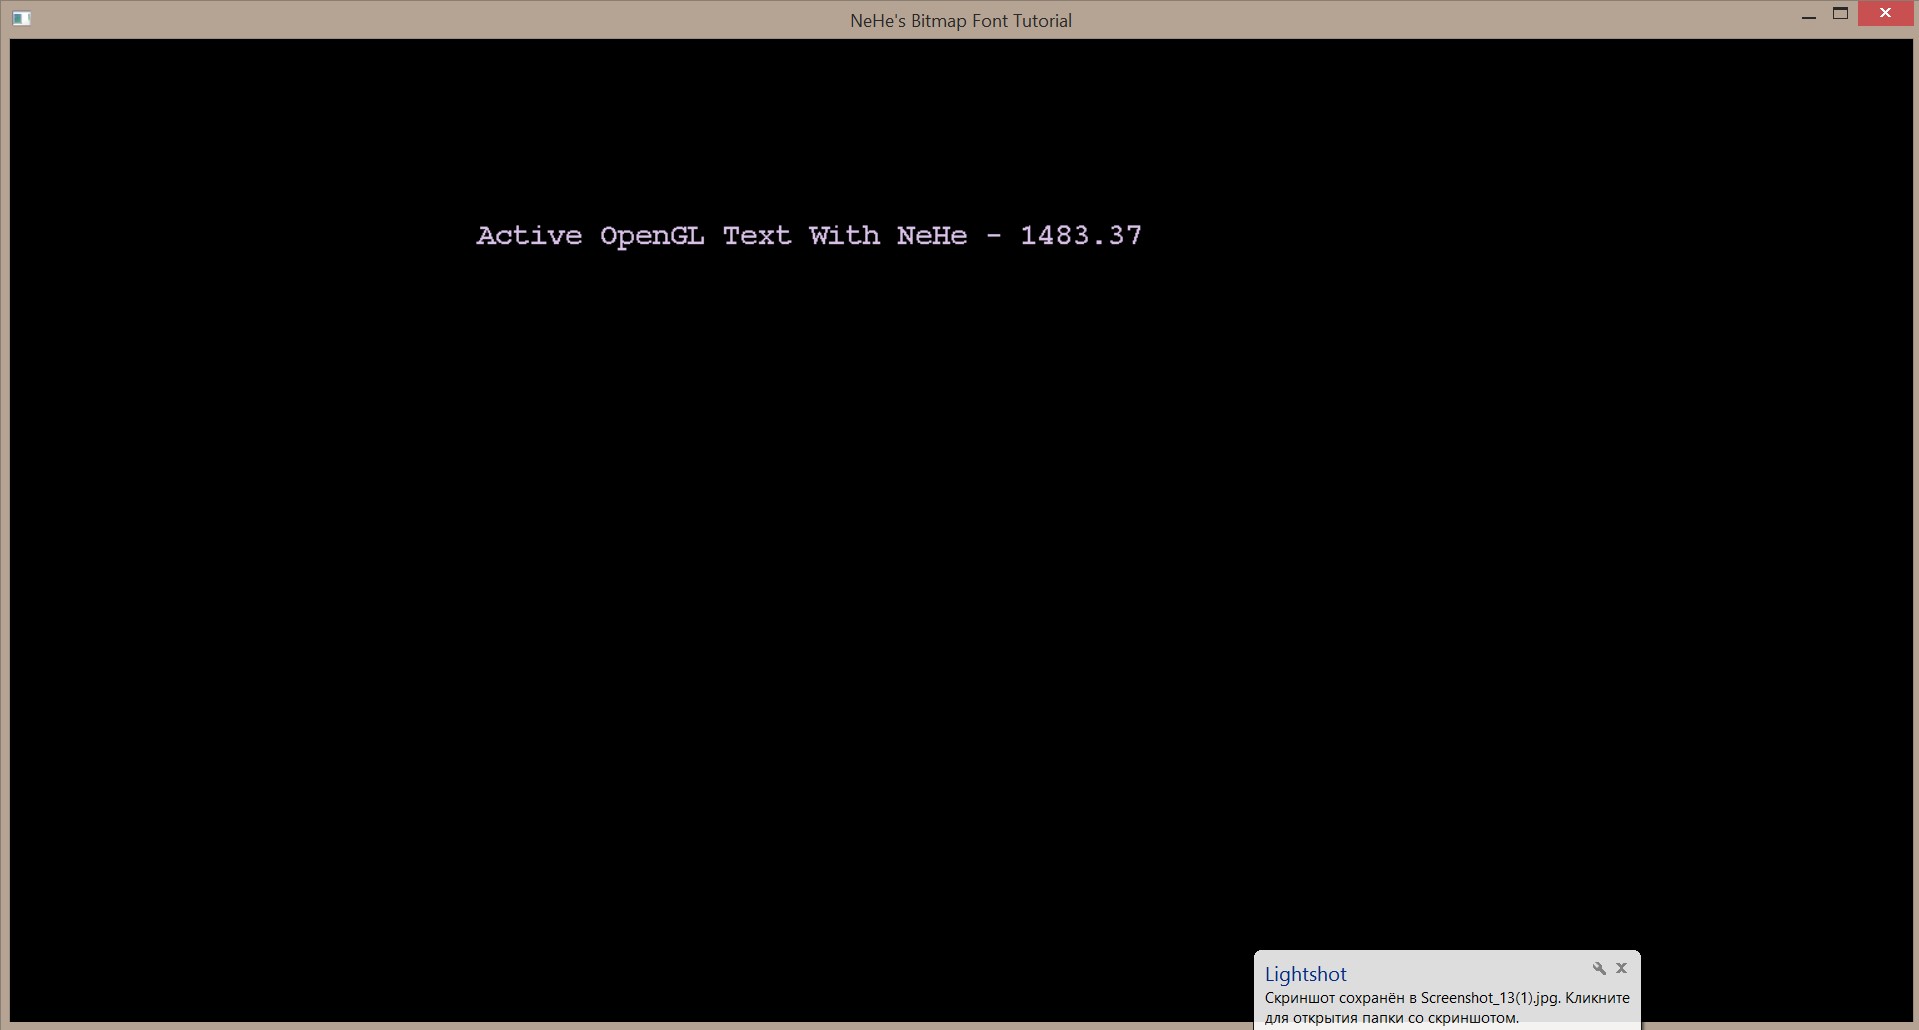 NeHe's Bitmap Font Tutorial
Active OpenGL Text With NeHe - 1483.37
Lightshot
Скриншот сохранён в Screenshot_13(1).jpg. Кликните
для открытия папки со скриншотом.